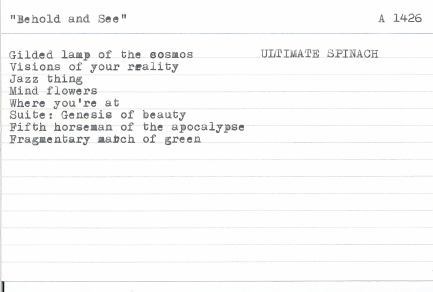 "Behold and See" A 1426
Gilded lamp of the cosmos ULTIMATE SPINACH
Visions of your reality
Jazz thing
Mind flowers
Where you're at
Suite: Genesis of beauty
Fifth horseman of the apocalypse
Fragmentary match of green